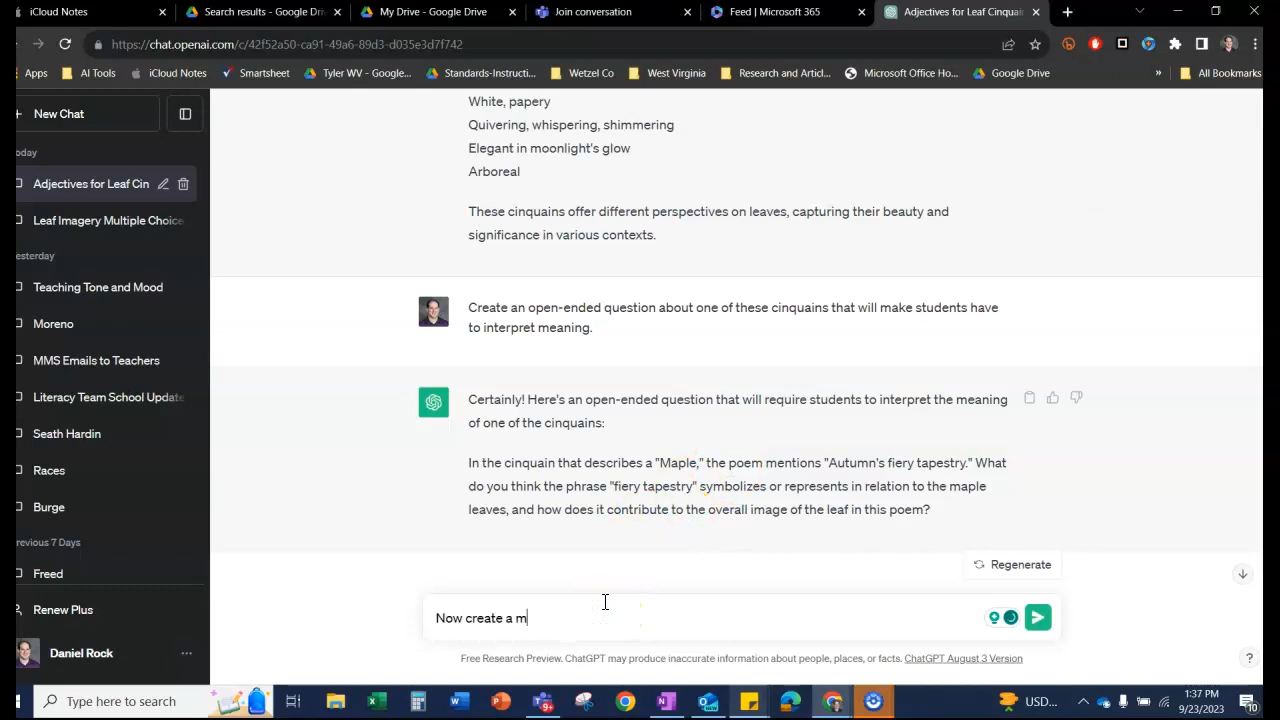 iCloud Notes
Search results - Google Dri
My Drive - Google Drive
Join conversation
Feed | Microsoft 365
Adjectives for Leaf Cinquai
https://chat.openai.com/c/42f52a50-ca91-49a6-89d3-d035e3d7f742
Apps
AI Tools
iCloud Notes
Smartsheet
Tyler WV - Google...
Standards-Instructi...
Wetzel Co
West Virginia
Research and Articl...
Microsoft Office Ho...
Google Drive
»
All Bookmarks
New Chat
oday
Adjectives for Leaf Cin
Leaf Imagery Multiple Choice
esterday
Teaching Tone and Mood
Moreno
MMS Emails to Teachers
Literacy Team School Update
Seath Hardin
Races
Burge
revious 7 Days
Freed
Renew Plus
Daniel Rock
White, papery
Quivering, whispering, shimmering
Elegant in moonlight's glow
Arboreal
These cinquains offer different perspectives on leaves, capturing their beauty and
significance in various contexts.
Create an open-ended question about one of these cinquains that will make students have
to interpret meaning.
Certainly! Here's an open-ended question that will require students to interpret the meaning
of one of the cinquains:
In the cinquain that describes a "Maple," the poem mentions "Autumn's fiery tapestry." What
do you think the phrase "fiery tapestry" symbolizes or represents in relation to the maple
leaves, and how does it contribute to the overall image of the leaf in this poem?
Regenerate
Now create a m
Free Research Preview. ChatGPT may produce inaccurate information about people, places, or facts. ChatGPT August 3 Version
?
Type here to search
USD...
1:37 PM
9/23/2023